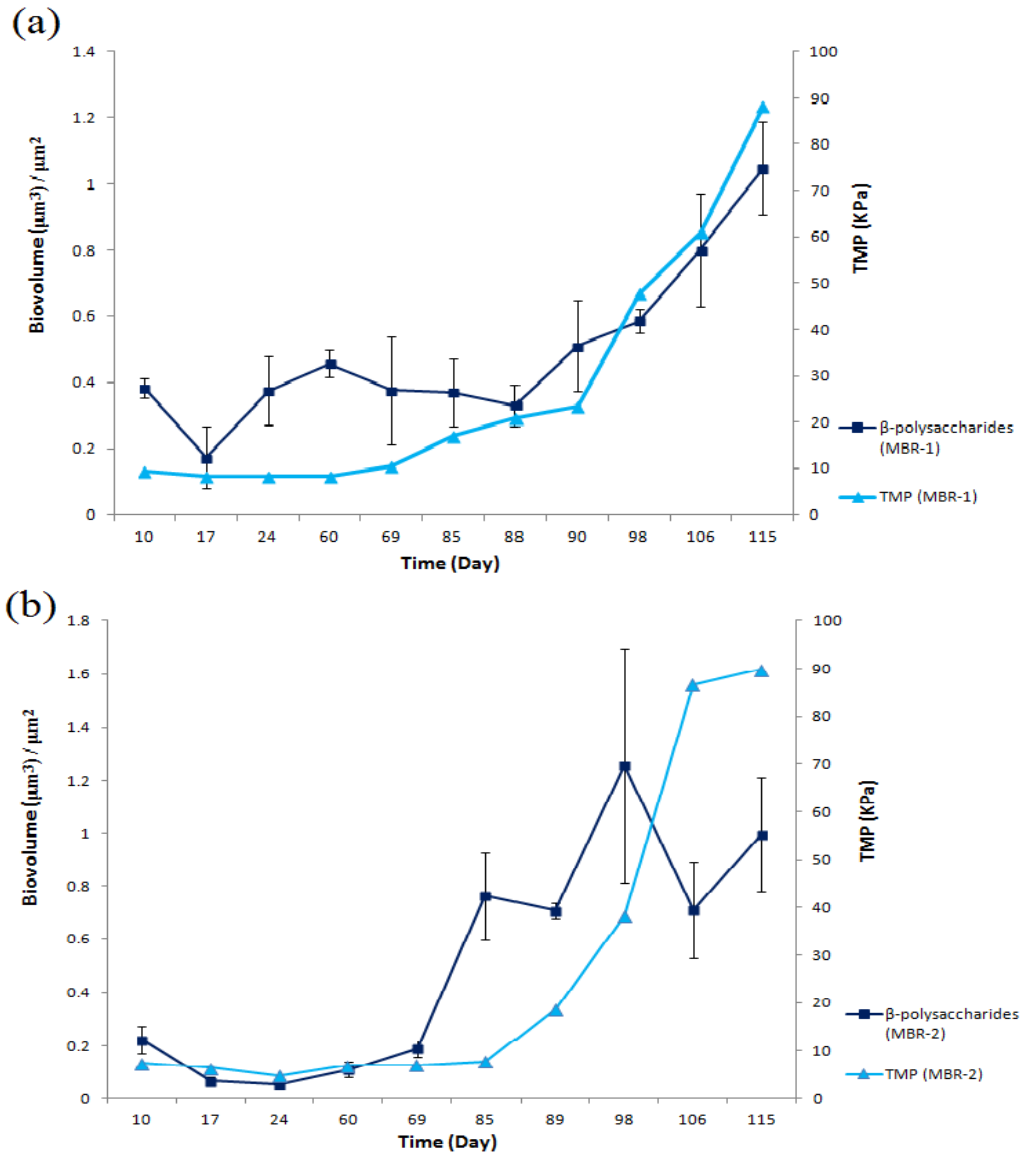 (a)
1.4
1.2
1
0.8
0.6
0.4
0.2
0
Biovolume (μm³) / μm²
100
90
80
70
60
50
40
30
20
10
0
TMP (KPa)
10 17 24 60 69 85 88 90 98 106 115
Time (Day)
β-polysaccharides
(MBR-1)
TMP (MBR-1)
(b)
1.8
1.6
1.4
1.2
1
0.8
0.6
0.4
0.2
0
Biovolume (μm³) / μm²
100
90
80
70
60
50
40
30
20
10
0
TMP (KPa)
10 17 24 60 69 85 89 98 106 115
Time (Day)
β-polysaccharides
(MBR-2)
TMP (MBR-2)